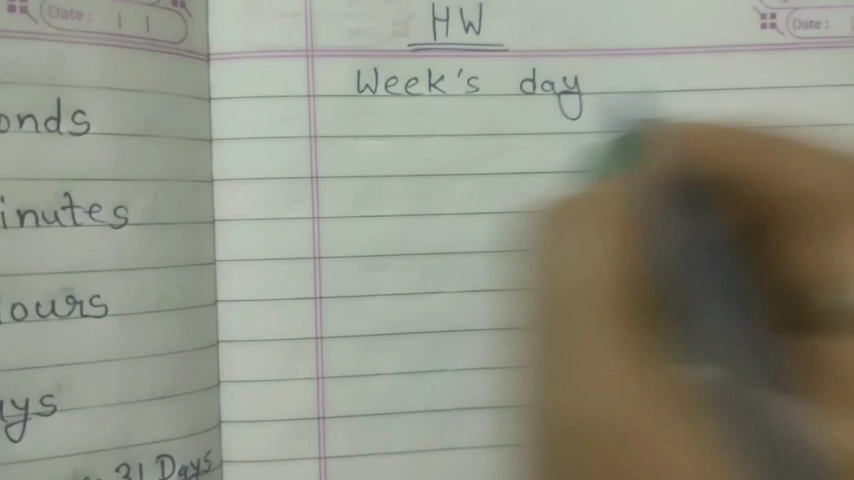 Date:
onds
inutes
ours
ys
31 Days
HW
Week's day
Date: